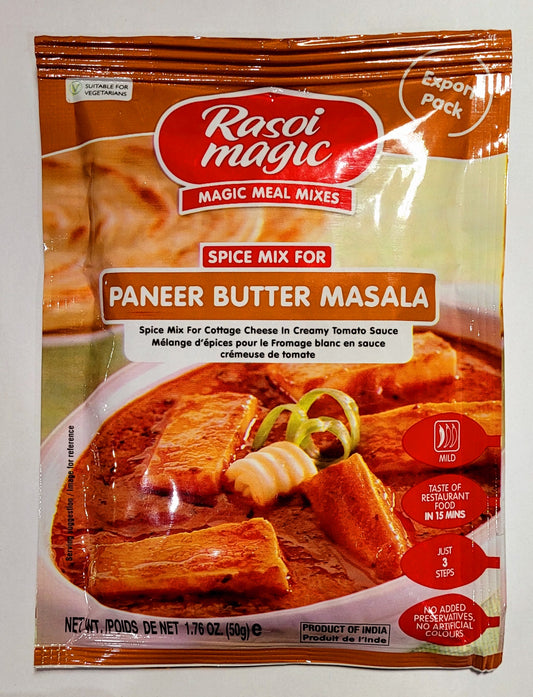 SUITABLE FOR
VEGETARIANS
Export
Pack
Rasoi
magic
MAGIC MEAL MIXES
SPICE MIX FOR
PANEER BUTTER MASALA
Spice Mix For Cottage Cheese In Creamy Tomato Sauce
Mélange d'épices pour le Fromage blanc en sauce
crémeuse de tomate
MILD
TASTE OF
RESTAURANT
FOOD
IN 15 MINS
JUST
3
STEPS
NO ADDED
PRESERVATIVES,
NO ARTIFICIAL
COLOURS
suggestion / Image for reference
NET WT. /POIDS DE NET 1.76 OZ. (50g) e
PRODUCT OF INDIA
Produit de l'Inde